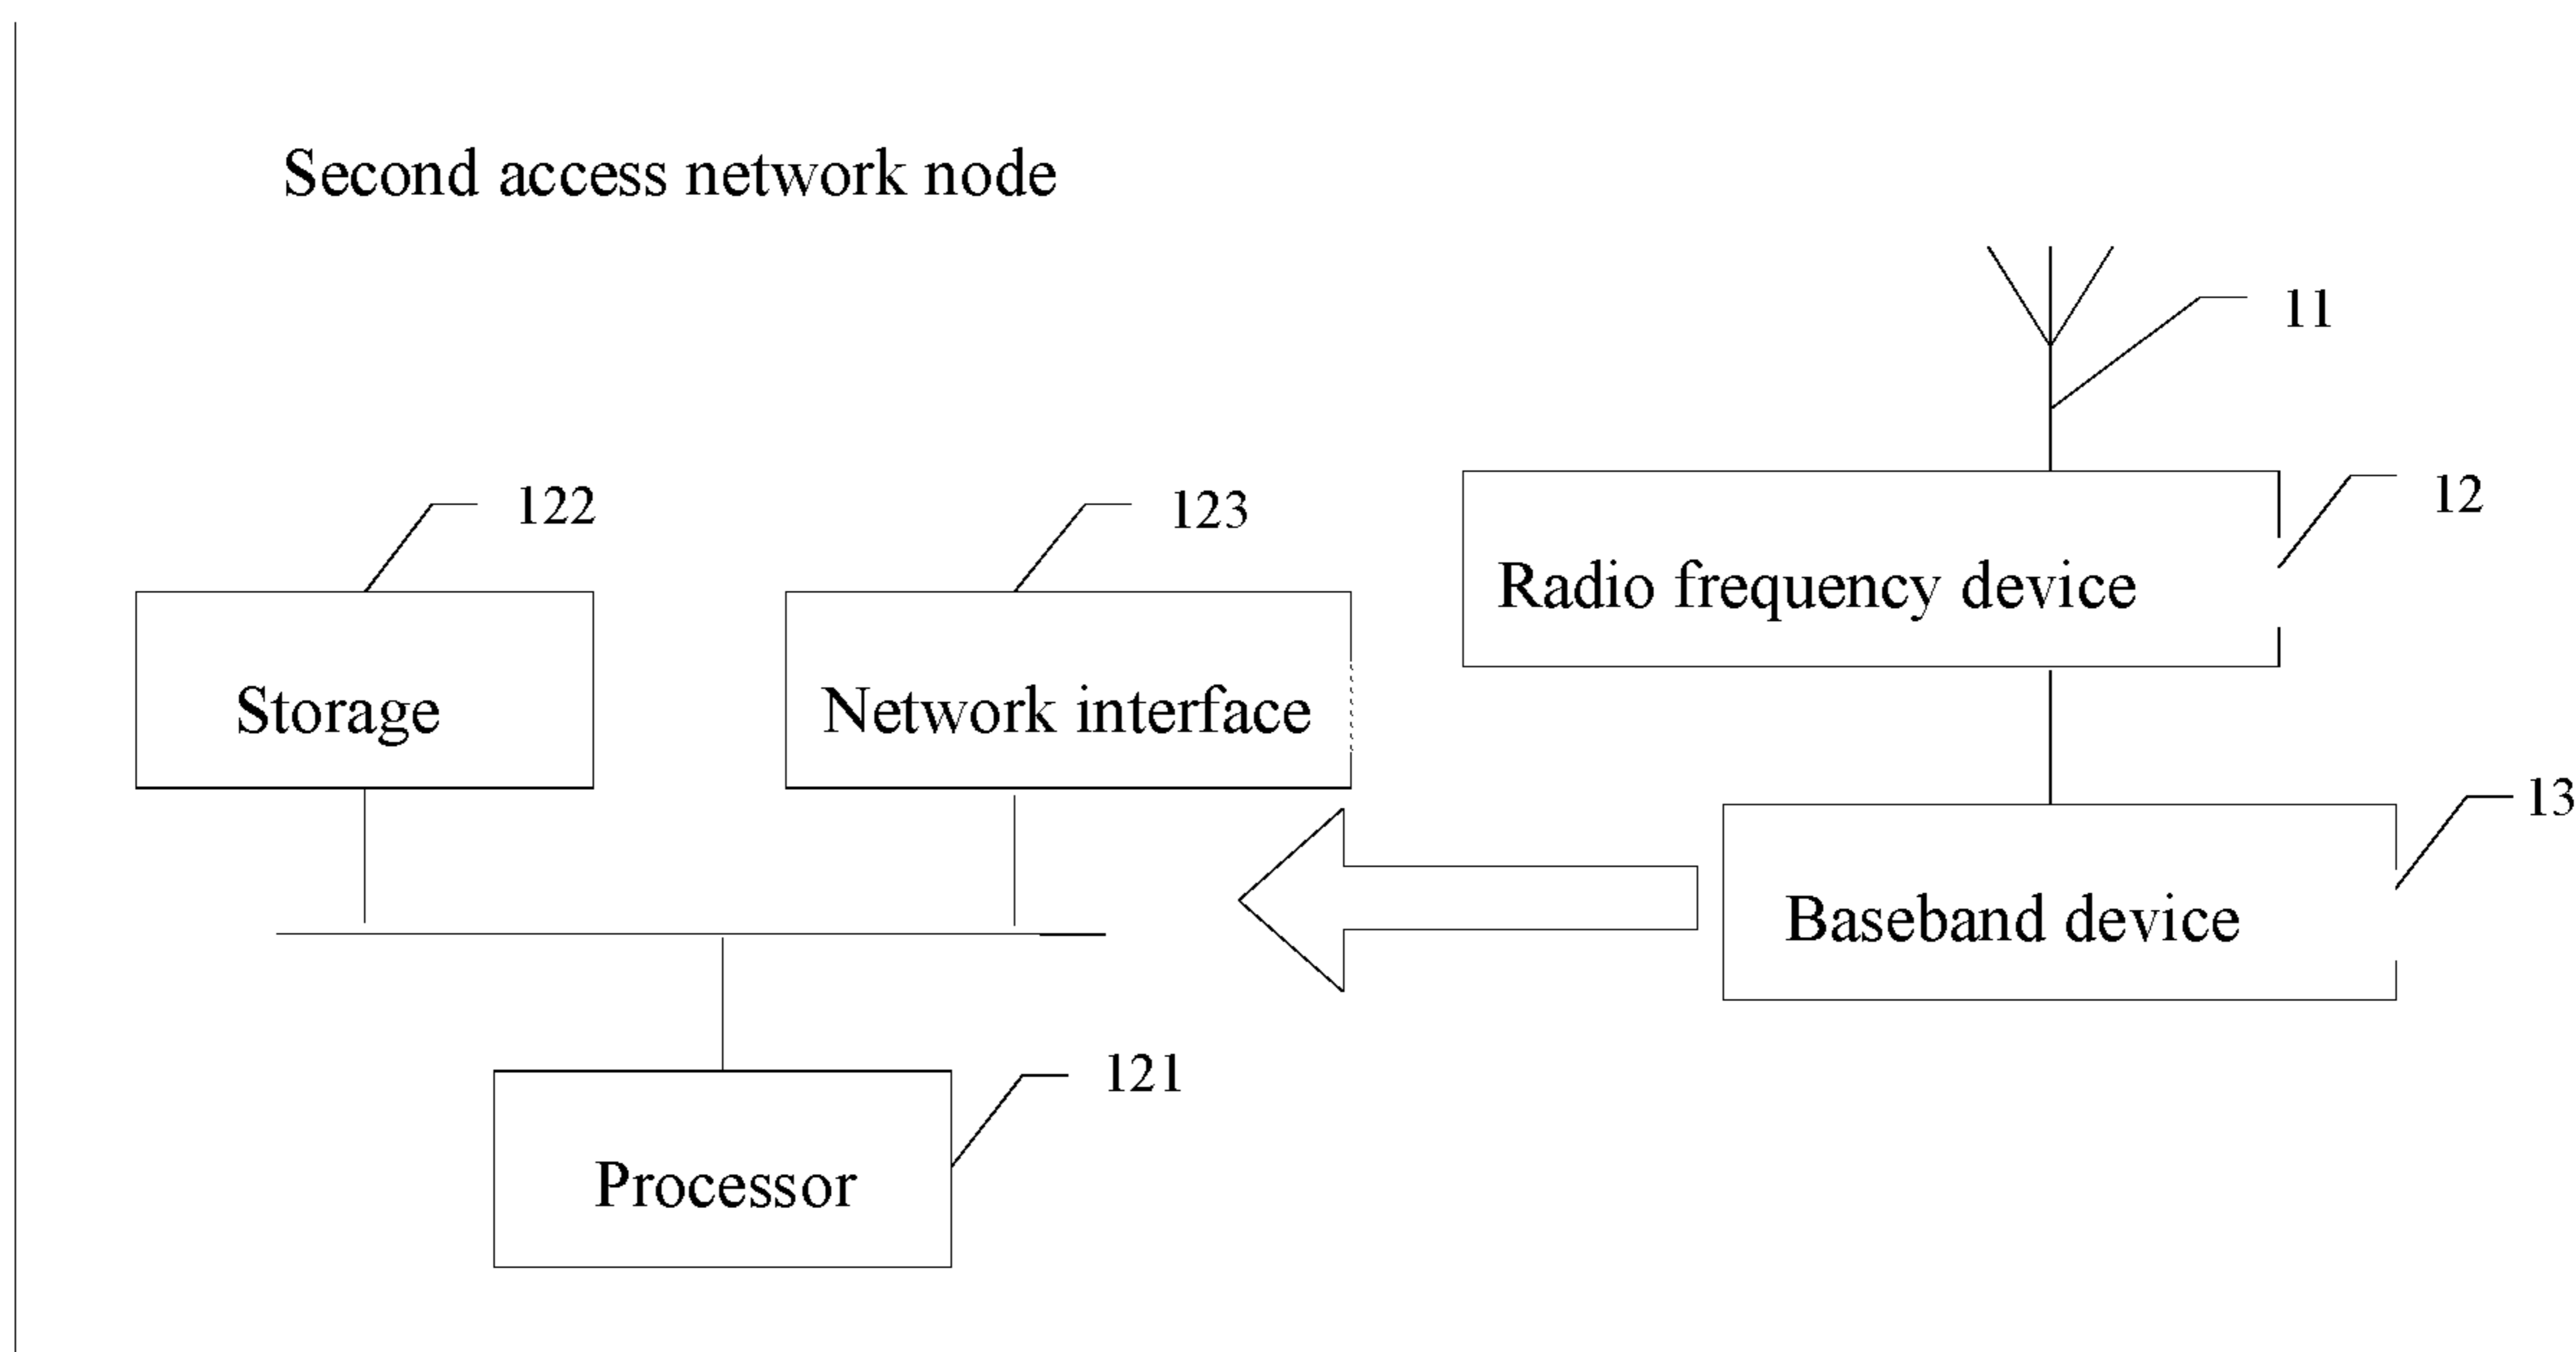 Second access network node
11
12
122
123
Radio frequency device
Storage
Network interface
13
Baseband device
121
Processor